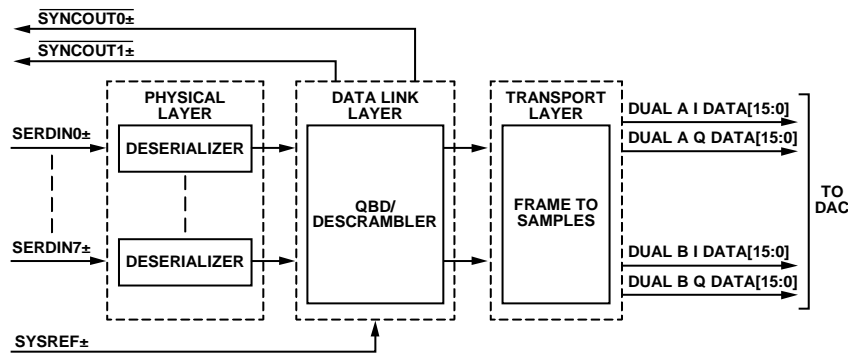 SYNCOUT0±
SYNCOUT1±
PHYSICAL
LAYER
DATA LINK
LAYER
TRANSPORT
LAYER
SERDIN0±
DESERIALIZER
SERDIN7±
DESERIALIZER
QBD/
DESCRAMBLER
FRAME TO
SAMPLES
DUAL A I DATA[15:0]
DUAL A Q DATA[15:0]
DUAL B I DATA[15:0]
DUAL B Q DATA[15:0]
TO
DAC
SYSREF±